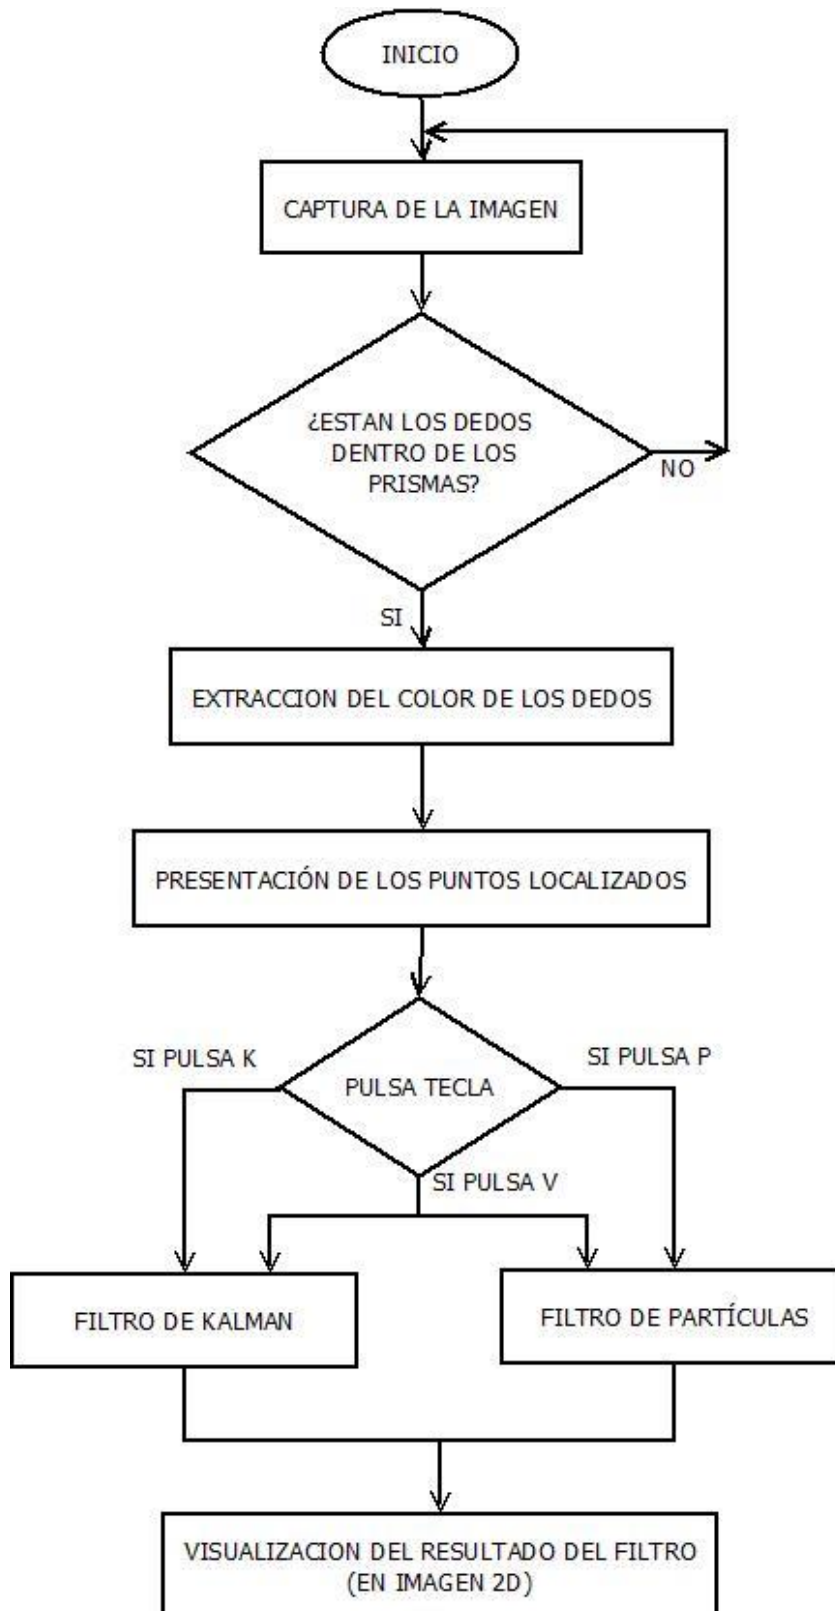 INICIO
CAPTURA DE LA IMAGEN
¿ESTAN LOS DEDOS
DENTRO DE LOS
PRISMAS?
NO
SI
EXTRACCION DEL COLOR DE LOS DEDOS
PRESENTACIÓN DE LOS PUNTOS LOCALIZADOS
SI PULSA K
SI PULSA P
PULSA TECLA
SI PULSA V
FILTRO DE KALMAN
FILTRO DE PARTÍCULAS
VISUALIZACION DEL RESULTADO DEL FILTRO
(EN IMAGEN 2D)